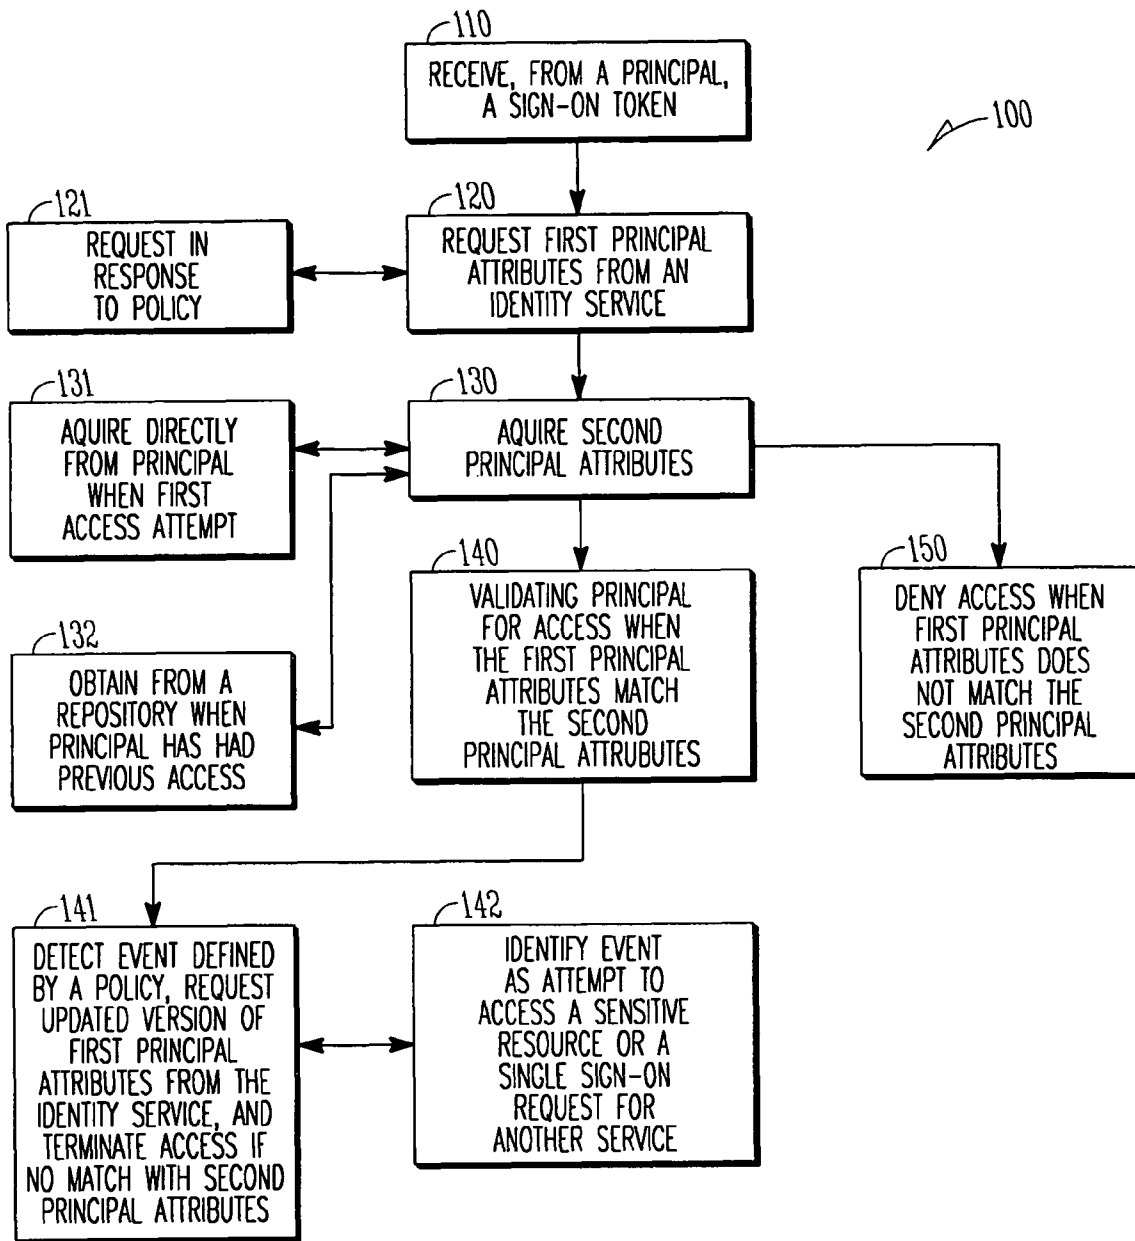 110
RECEIVE, FROM A PRINCIPAL,
A SIGN-ON TOKEN
100
121
REQUEST IN
RESPONSE
TO POLICY
120
REQUEST FIRST PRINCIPAL
ATTRIBUTES FROM AN
IDENTITY SERVICE
131
AQUIRE DIRECTLY
FROM PRINCIPAL
WHEN FIRST
ACCESS ATTEMPT
130
AQUIRE SECOND
PRINCIPAL ATTRIBUTES
132
OBTAIN FROM A
REPOSITORY WHEN
PRINCIPAL HAS HAD
PREVIOUS ACCESS
140
VALIDATING PRINCIPAL
FOR ACCESS WHEN
THE FIRST PRINCIPAL
ATTRIBUTES MATCH
THE SECOND
PRINCIPAL ATTRUBUTES
150
DENY ACCESS WHEN
FIRST PRINCIPAL
ATTRIBUTES DOES
NOT MATCH THE
SECOND PRINCIPAL
ATTRIBUTES
141
DETECT EVENT DEFINED
BY A POLICY, REQUEST
UPDATED VERSION OF
FIRST PRINCIPAL
ATTRIBUTES FROM THE
IDENTITY SERVICE, AND
TERMINATE ACCESS IF
NO MATCH WITH SECOND
PRINCIPAL ATTRIBUTES
142
IDENTIFY EVENT
AS ATTEMPT TO
ACCESS A SENSITIVE
RESOURCE OR A
SINGLE SIGN-ON
REQUEST FOR
ANOTHER SERVICE